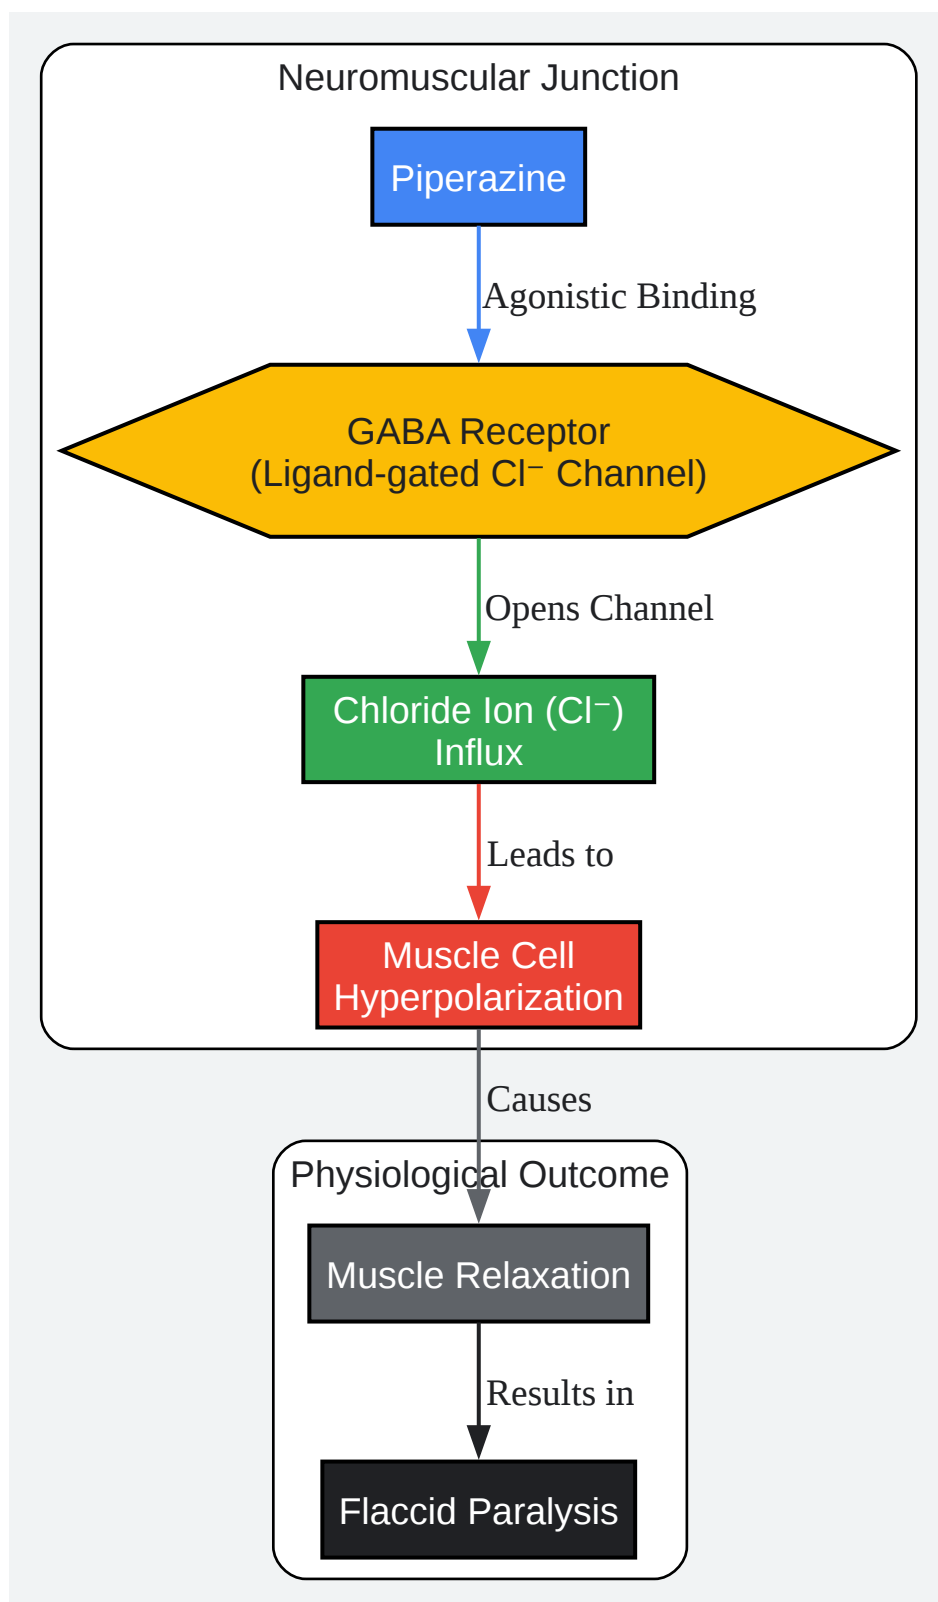 Neuromuscular Junction
Piperazine
Agonistic Binding
GABA Receptor
(Ligand-gated Cl⁻ Channel)
Opens Channel
Chloride Ion (Cl⁻)
Influx
Leads to
Muscle Cell
Hyperpolarization
Causes
Physiological Outcome
Muscle Relaxation
Results in
Flaccid Paralysis